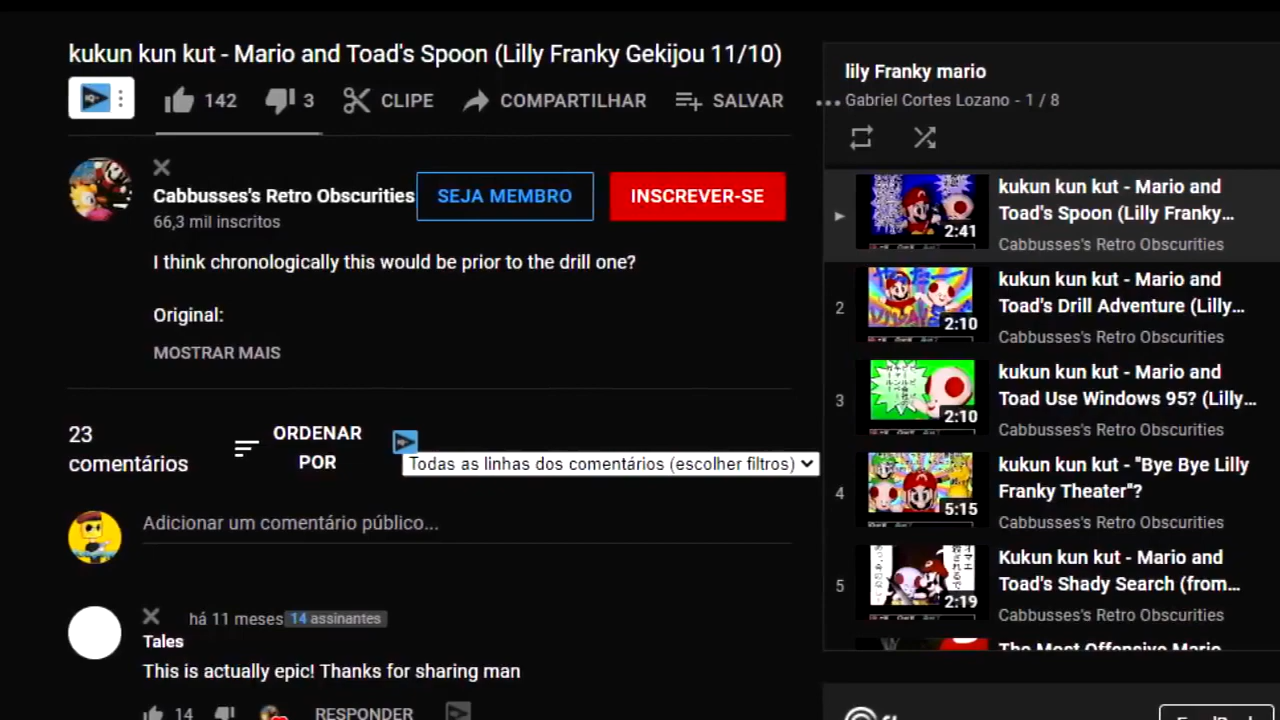 kukun kun kut - Mario and Toad's Spoon (Lilly Franky Gekijou 11/10)
142
3
CLIPE
COMPARTILHAR
SALVAR
Cabbusses's Retro Obscurities
66,3 mil inscritos
SEJA MEMBRO
INSCREVER-SE
I think chronologically this would be prior to the drill one?
Original:
MOSTRAR MAIS
23
comentários
ORDENAR
POR
Todas as linhas dos comentários (escolher filtros)
Adicionar um comentário público...
há 11 meses
14 assinantes
Tales
This is actually epic! Thanks for sharing man
14
RESPONDER
lily Franky mario
Gabriel Cortes Lozano - 1 / 8
2:41
kukun kun kut - Mario and
Toad's Spoon (Lilly Franky...
Cabbusses's Retro Obscurities
2
2:10
kukun kun kut - Mario and
Toad's Drill Adventure (Lilly...
Cabbusses's Retro Obscurities
3
2:10
kukun kun kut - Mario and
Toad Use Windows 95? (Lilly...
Cabbusses's Retro Obscurities
4
5:15
kukun kun kut - "Bye Bye Lilly
Franky Theater"?
Cabbusses's Retro Obscurities
5
2:19
Kukun kun kut - Mario and
Toad's Shady Search (from...
Cabbusses's Retro Obscurities
The Most Offensive Mario